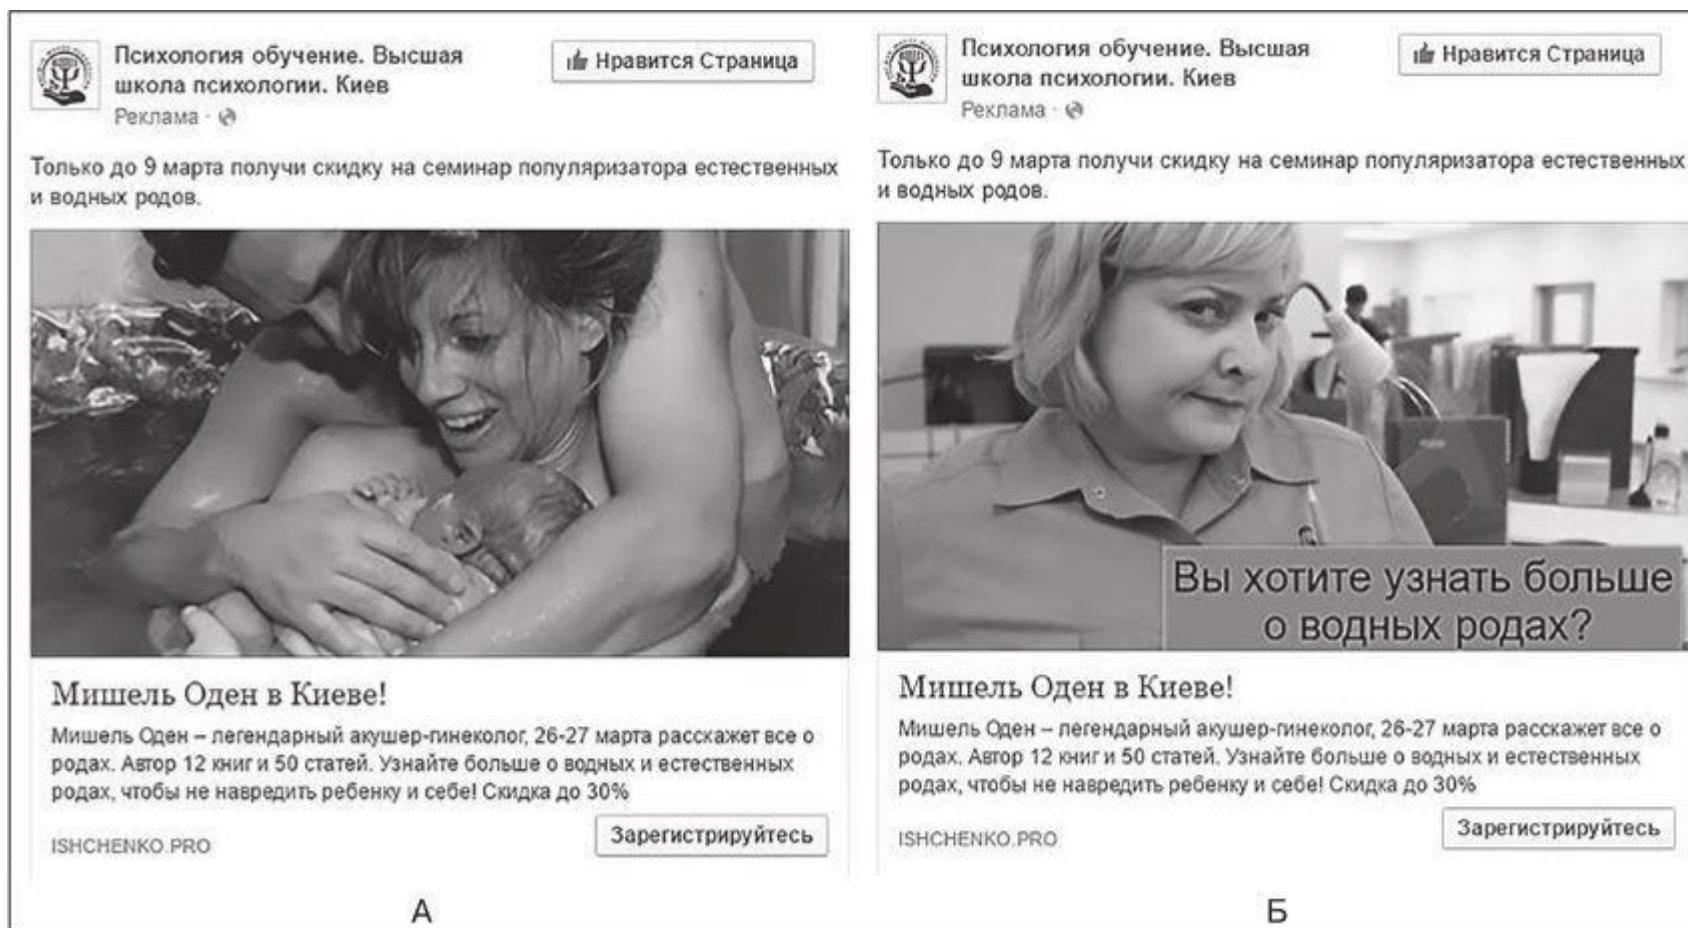 Психология обучение. Высшая
школа психологии. Киев
Реклама ·
Нравится Страница
Только до 9 марта получи скидку на семинар популяризатора естественных
и водных родов.
Мишель Оден в Киеве!
Мишель Оден – легендарный акушер-гинеколог, 26-27 марта расскажет все о
родах. Автор 12 книг и 50 статей. Узнайте больше о водных и естественных
родах, чтобы не навредить ребенку и себе! Скидка до 30%
ISHCHENKO.PRO
Зарегистрируйтесь
А
Психология обучение. Высшая
школа психологии. Киев
Реклама ·
Нравится Страница
Только до 9 марта получи скидку на семинар популяризатора естественных
и водных родов.
Вы хотите узнать больше
о водных родах?
Мишель Оден в Киеве!
Мишель Оден – легендарный акушер-гинеколог, 26-27 марта расскажет все о
родах. Автор 12 книг и 50 статей. Узнайте больше о водных и естественных
родах, чтобы не навредить ребенку и себе! Скидка до 30%
ISHCHENKO.PRO
Зарегистрируйтесь
Б